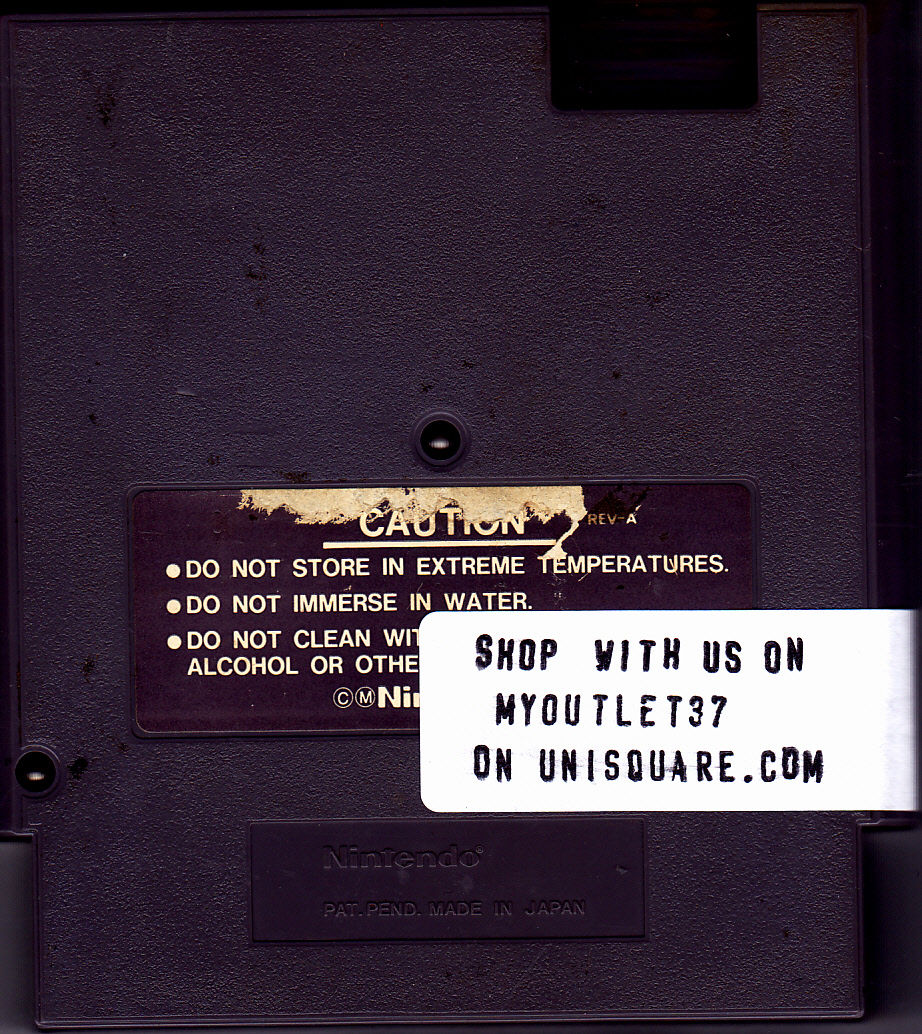 CAUTION
REV-A
●DO NOT STORE IN EXTREME TEMPERATURES.
●DO NOT IMMERSE IN WATER.
●DO NOT CLEAN WIT
ALCOHOL OR OTHE
©ⓂNin
SHOP WITH US ON
MYOUTLET37
ON UNISQUARE.COM
Nintendo®
PAT. PEND. MADE IN JAPAN